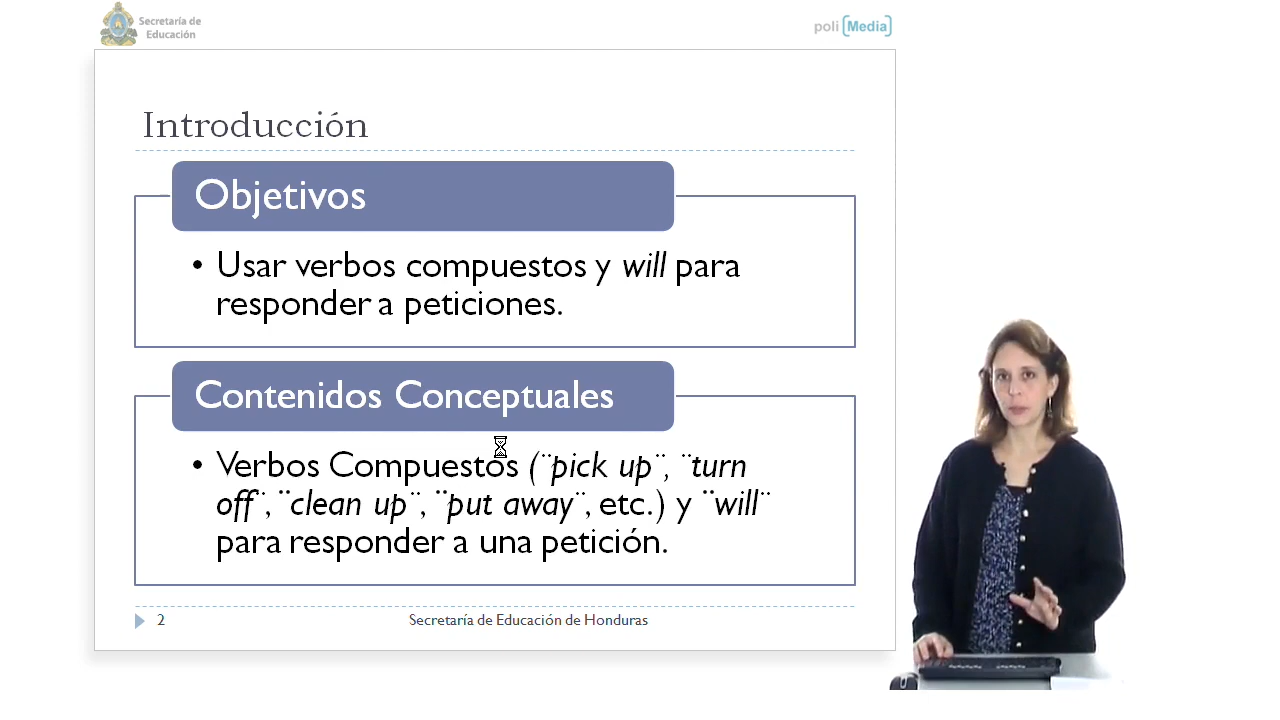 Secretaría de
Educación
poli [Media]
Introducción
Objetivos
• Usar verbos compuestos y will para
responder a peticiones.
Contenidos Conceptuales
• Verbos Compuestos (¨pick up¨, ¨turn
off¨, ¨clean up¨, ¨put away¨, etc.) y ¨will¨
para responder a una petición.
2
Secretaría de Educación de Honduras